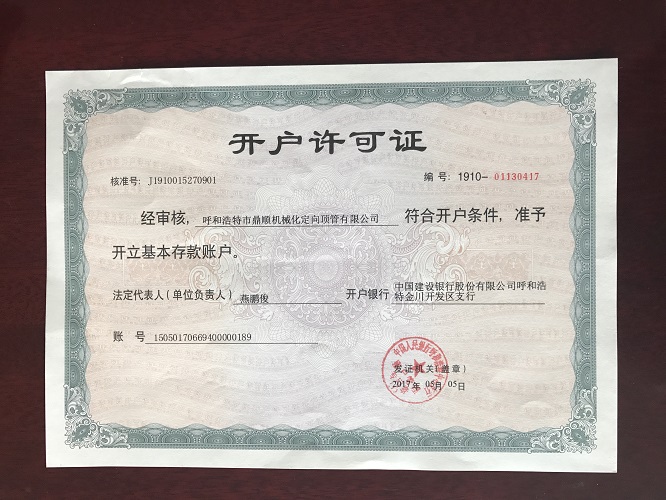 开户许可证
核准号: J1910015270901 编号: 1910-01130417
经审核, 呼和浩特市鼎顺机械化定向顶管有限公司 符合开户条件, 准予
开立基本存款账户。
法定代表人(单位负责人) 燕鹏俊 开户银行 中国建设银行股份有限公司呼和浩
特金川开发区支行
账 号 15050170669400000189
发证机关(盖章)
2017年 05月 05日